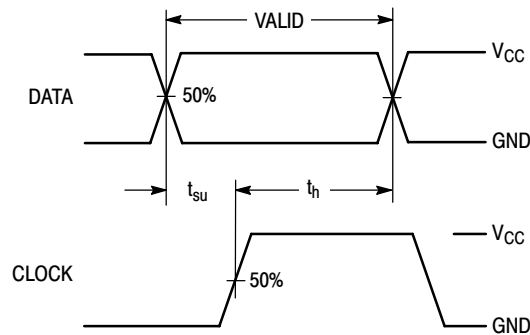 VALID
VCC
DATA
50%
GND
tsu
th
VCC
CLOCK
50%
GND